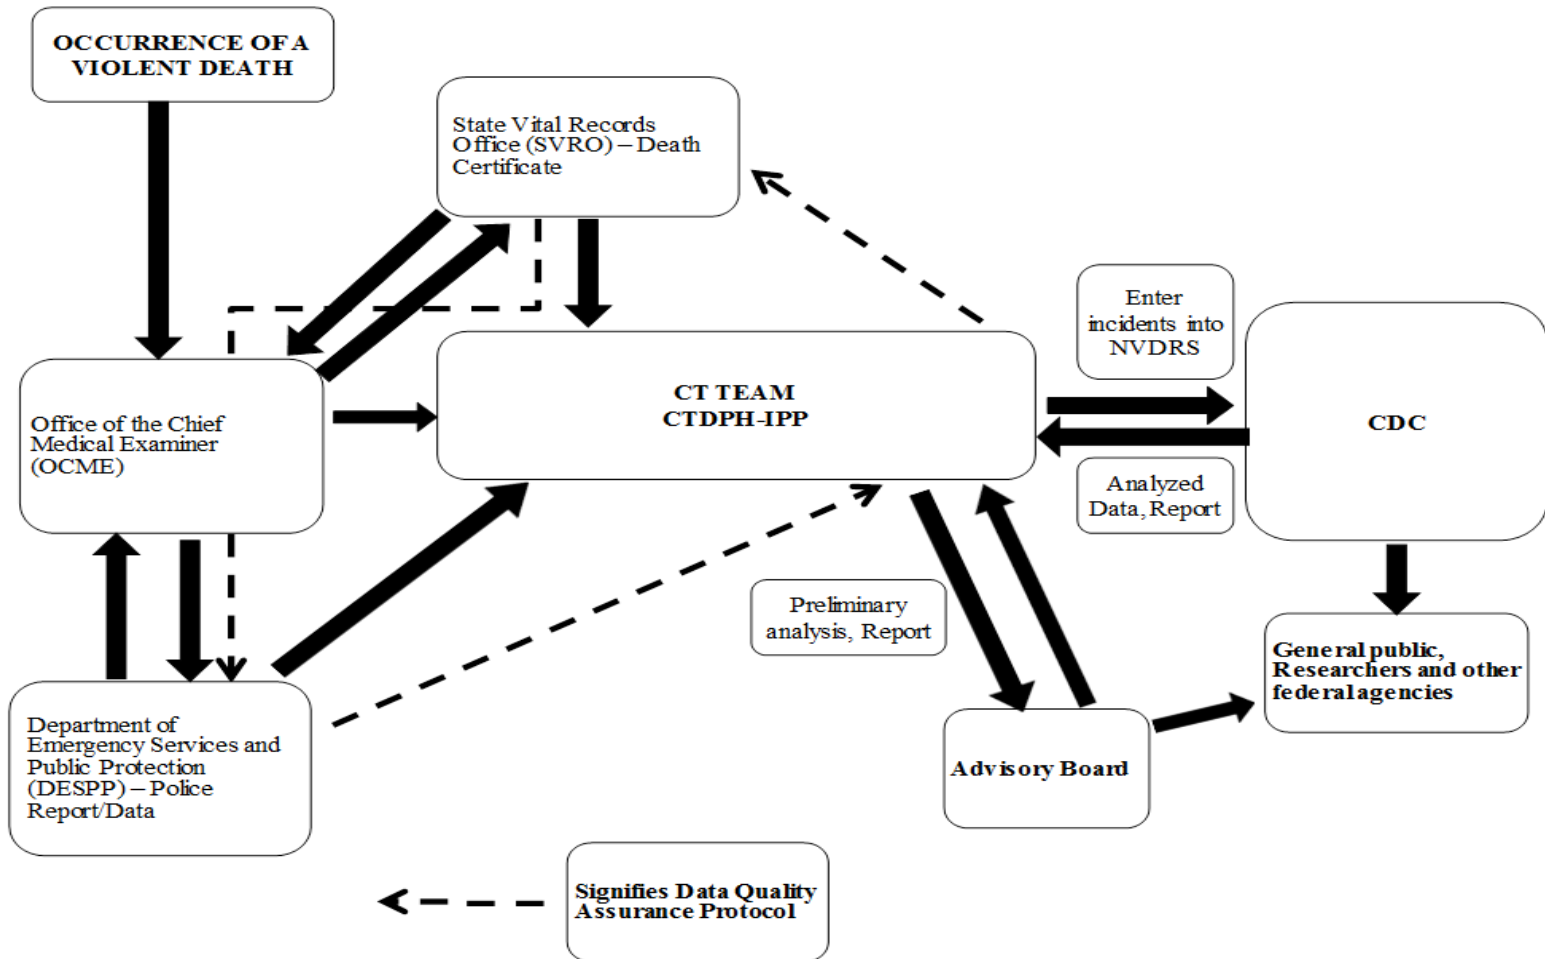 OCCURRENCE OF A
VIOLENT DEATH
State Vital Records
Office (SVRO) – Death
Certificate
Enter
incidents into
NVDRS
CT TEAM
CTDPH-IPP
CDC
Office of the Chief
Medical Examiner
(OCME)
Analyzed
Data, Report
Preliminary
analysis, Report
General public,
Researchers and other
federal agencies
Department of
Emergency Services and
Public Protection
(DESPP) – Police
Report/Data
Advisory Board
Signifies Data Quality
Assurance Protocol